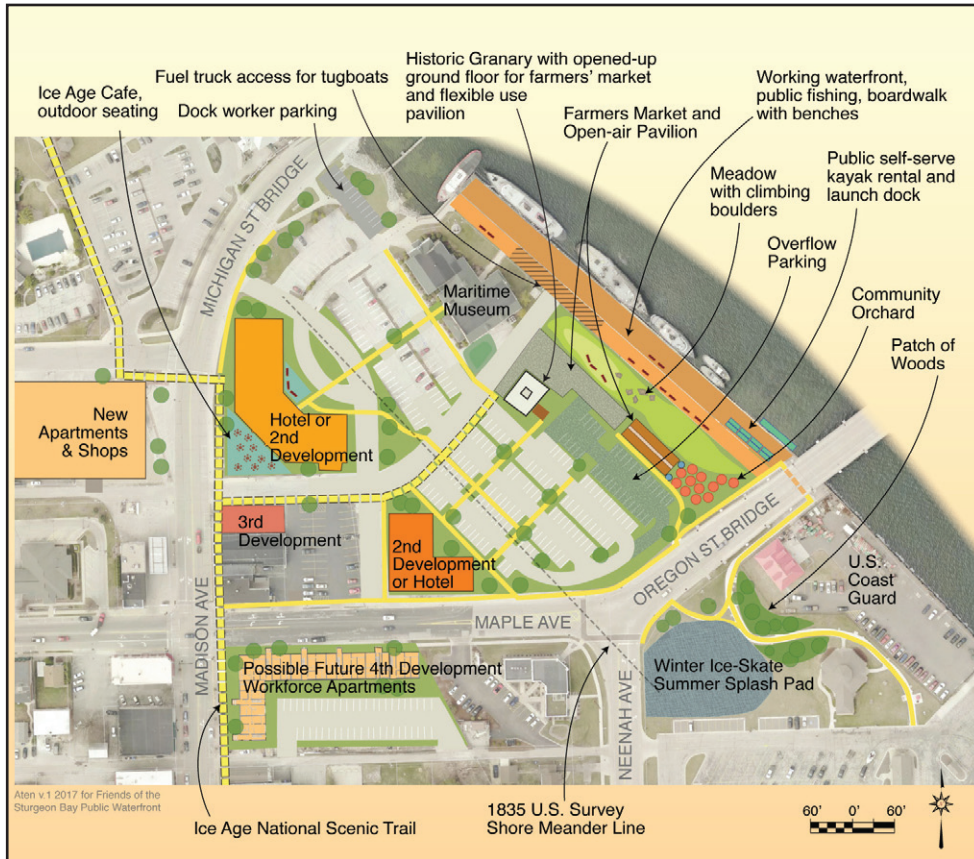 Historic Granary with opened-up
ground floor for farmers' market
and flexible use
pavilion
Fuel truck access for tugboats
Ice Age Cafe,
outdoor seating
Dock worker parking
Farmers Market and
Open-air Pavilion
Working waterfront,
public fishing, boardwalk
with benches
Meadow
with climbing
boulders
Public self-serve
kayak rental and
launch dock
Overflow
Parking
Community
Orchard
Patch of
Woods
MICHIGAN ST BRIDGE
Maritime
Museum
New
Apartments
& Shops
Hotel or
2nd
Development
3rd
Development
2nd
Development
or Hotel
OREGON ST BRIDGE
U.S.
Coast
Guard
MADISON AVE
MAPLE AVE
Possible Future 4th Development
Workforce Apartments
Winter Ice-Skate
Summer Splash Pad
NEENAH AVE
Aten v.1 2017 for Friends of the
Sturgeon Bay Public Waterfront
Ice Age National Scenic Trail
1835 U.S. Survey
Shore Meander Line
60' 0' 60'